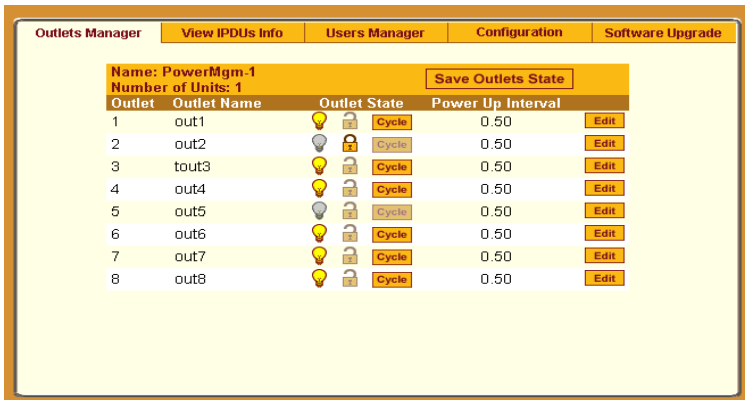 Outlets Manager View IPDUs Info Users Manager Configuration Software Upgrade
Name: PowerMgm-1
Save Outlets State
Number of Units: 1
Outlet Outlet Name Outlet State Power Up Interval
1 out1 Cycle 0.50 Edit
2 out2 Cycle 0.50 Edit
3 tout3 Cycle 0.50 Edit
4 out4 Cycle 0.50 Edit
5 out5 Cycle 0.50 Edit
6 out6 Cycle 0.50 Edit
7 out7 Cycle 0.50 Edit
8 out8 Cycle 0.50 Edit